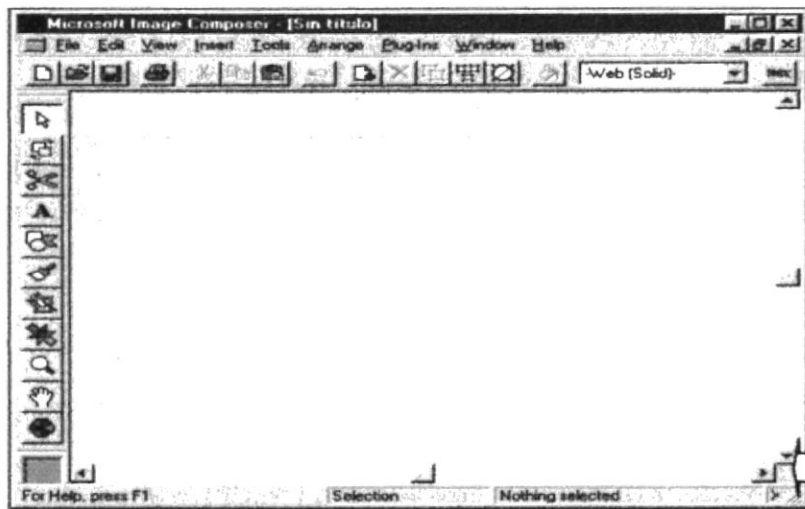 Microsoft Image Composer - [Sin título]
File Edit View Insert Tools Arrange Plug-Ins Window Help
Web (Solid)
A
For Help, press F1 Selection Nothing selected